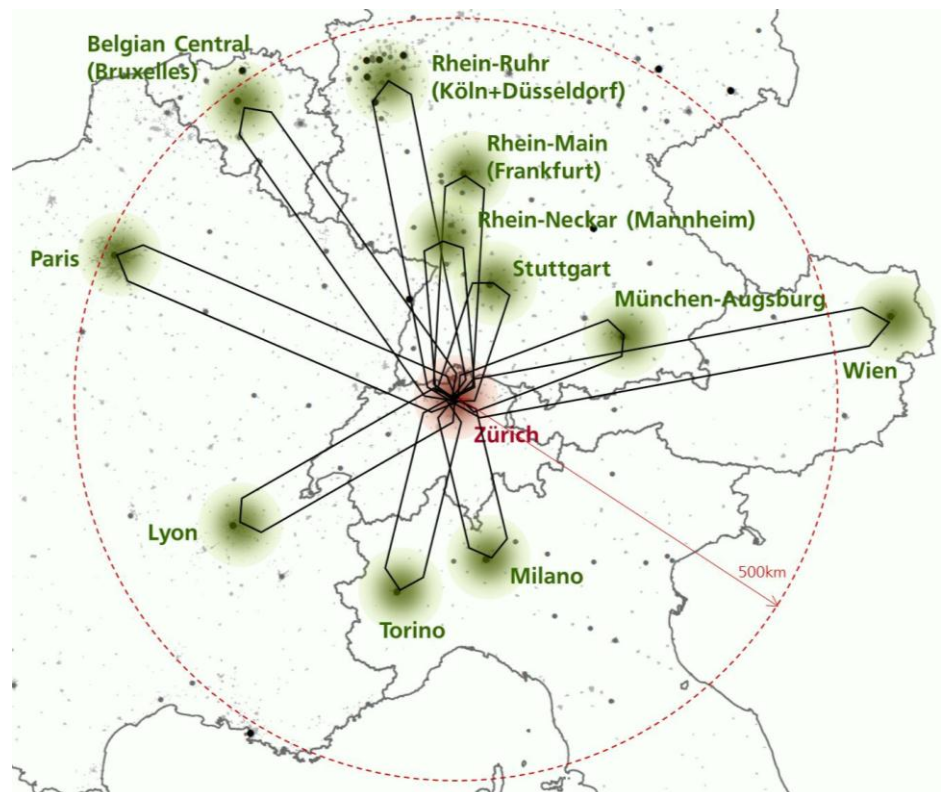 Belgian Central
(Bruxelles)
Rhein-Ruhr
(Köln+Düsseldorf)
Rhein-Main
(Frankfurt)
Rhein-Neckar (Mannheim)
Paris
Stuttgart
München-Augsburg
Wien
Zürich
Lyon
500km
Milano
Torino